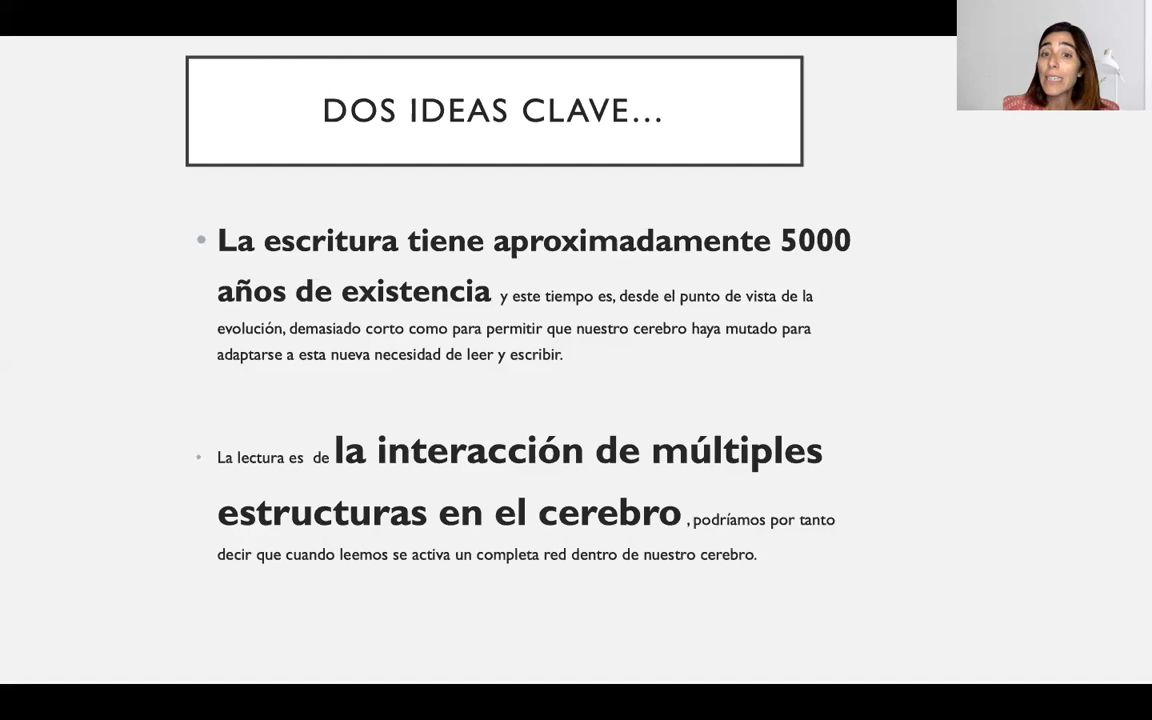 DOS IDEAS CLAVE...
• La escritura tiene aproximadamente 5000
años de existencia y este tiempo es, desde el punto de vista de la
evolución, demasiado corto como para permitir que nuestro cerebro haya mutado para
adaptarse a esta nueva necesidad de leer y escribir.
• La lectura es de la interacción de múltiples
estructuras en el cerebro , podríamos por tanto
decir que cuando leemos se activa un completa red dentro de nuestro cerebro.